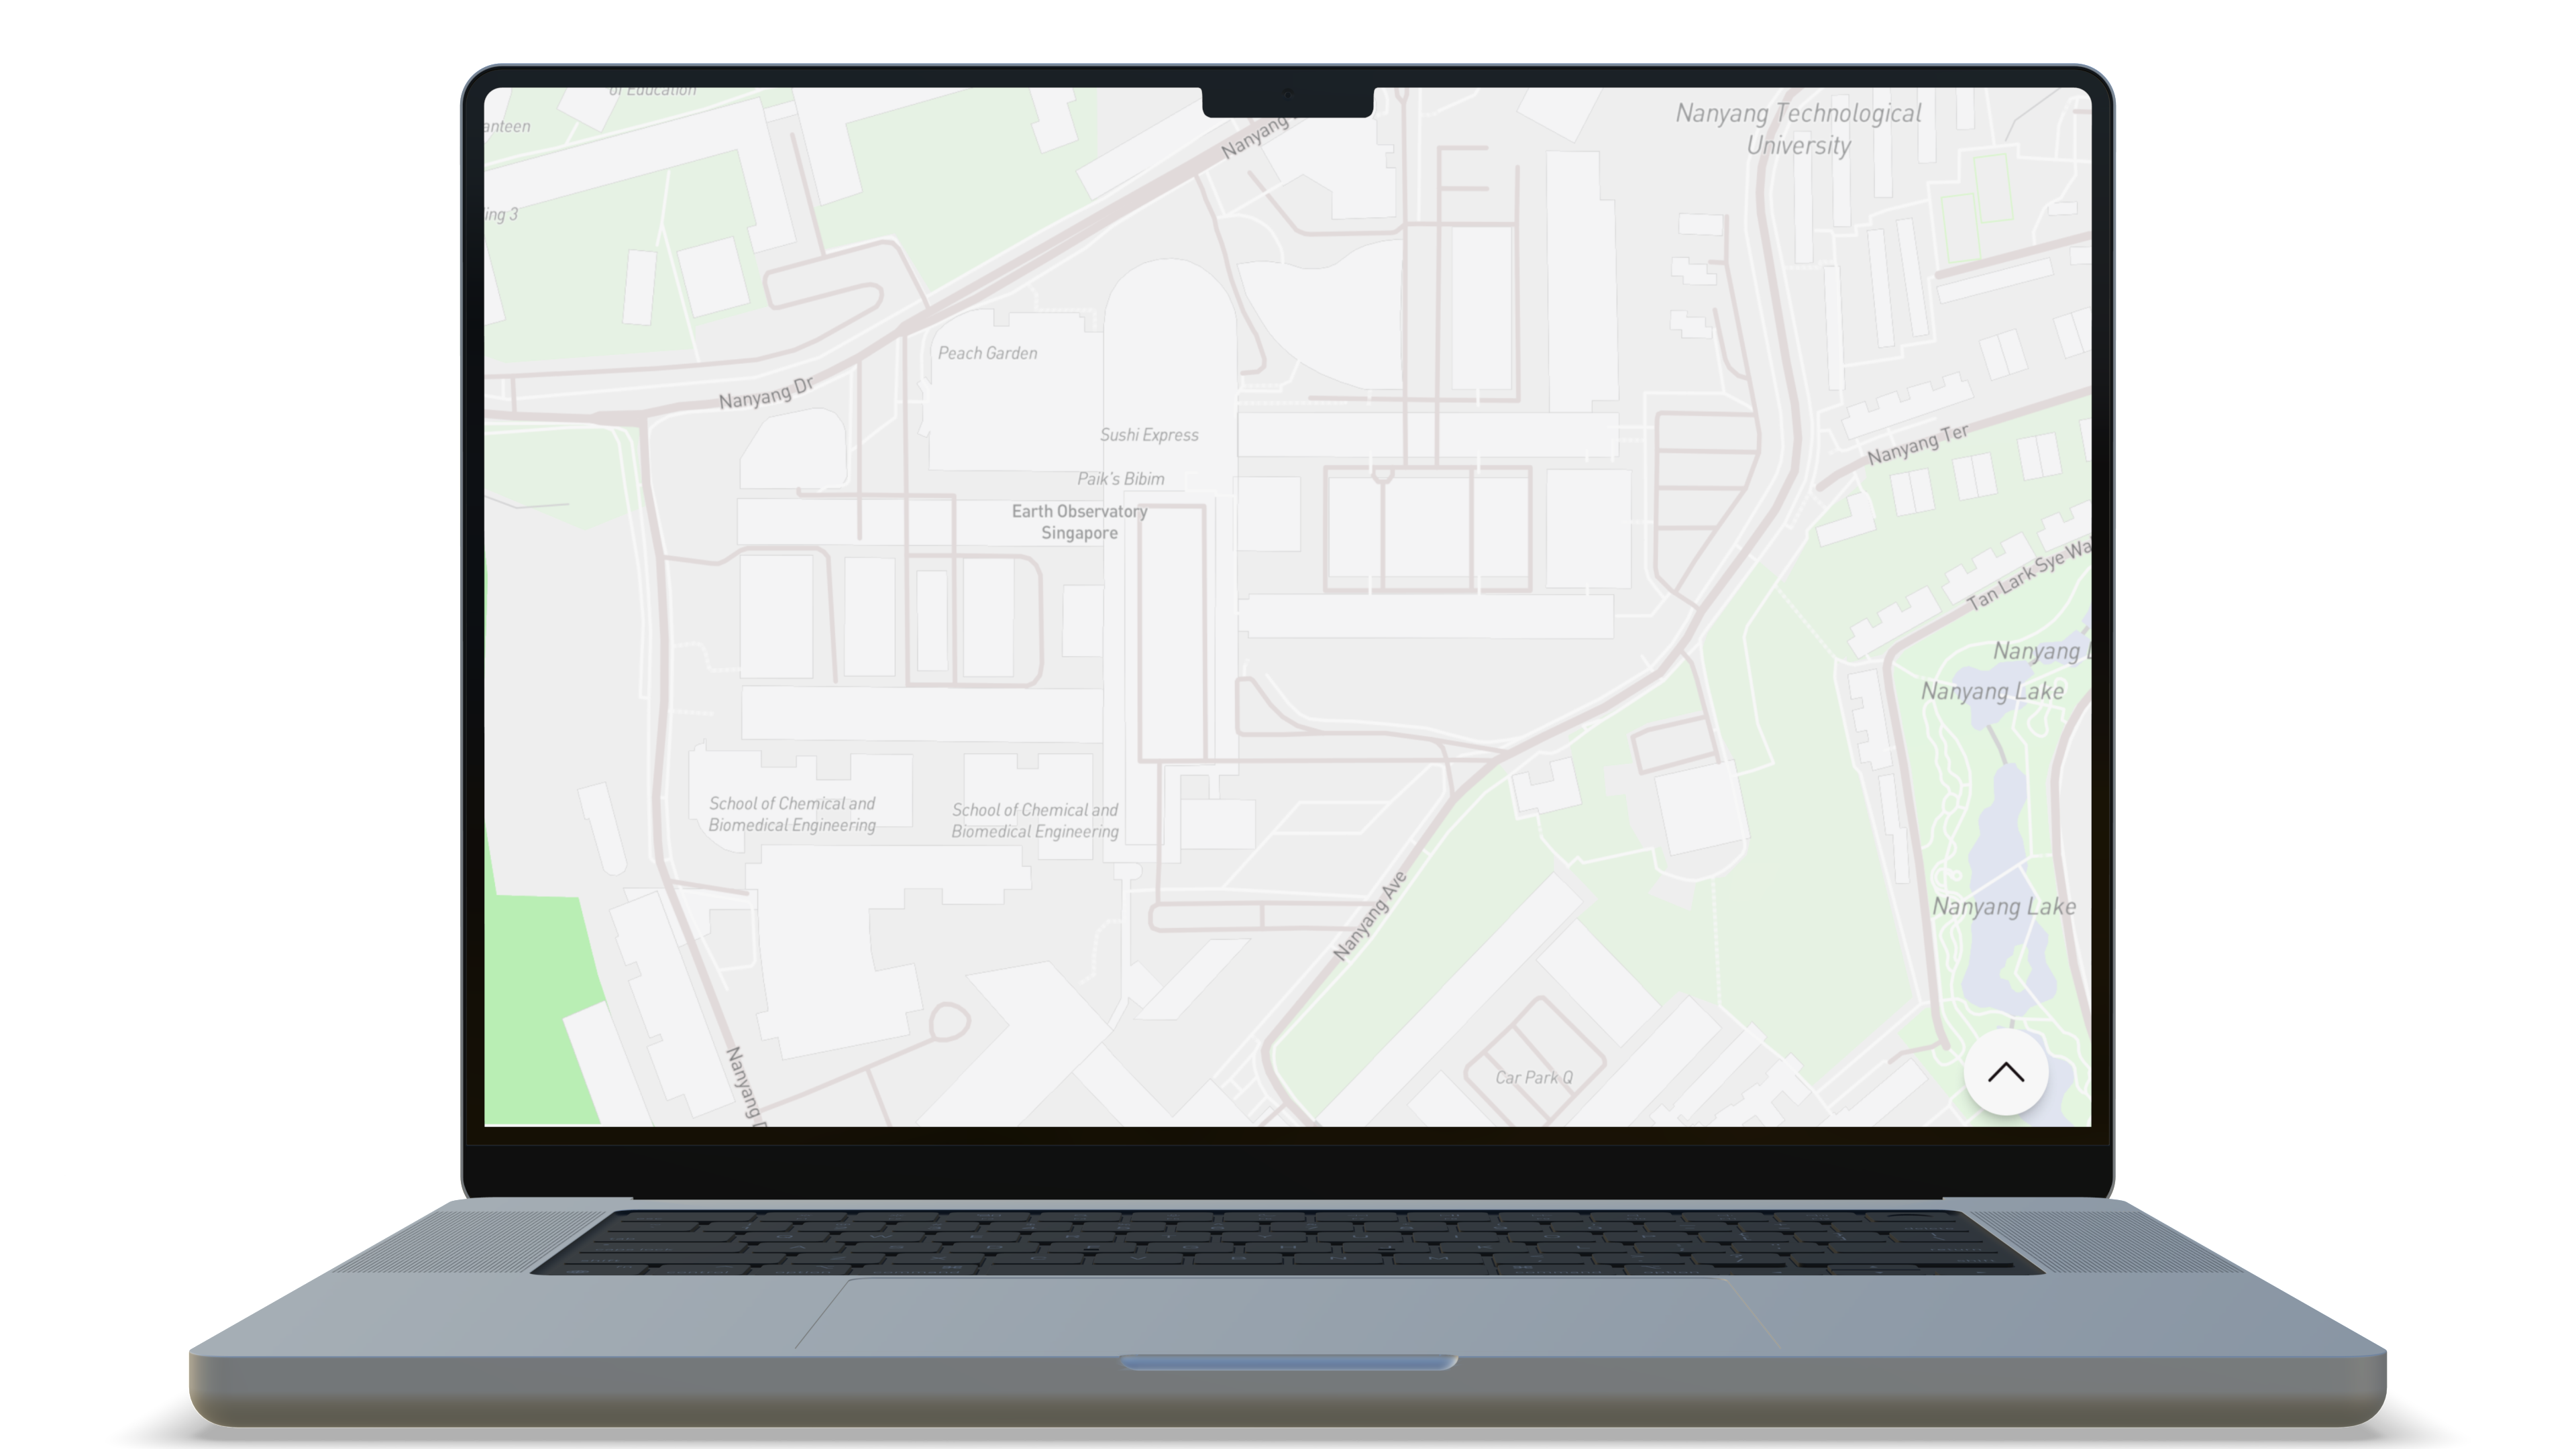 of Education
anteen
Nanyang
Nanyang Technological
University
ing 3
Peach Garden
Nanyang Dr
Sushi Express
Nanyang Ter
Paik's Bibim
Earth Observatory
Singapore
Tan Lark Sye Wa
Nanyang L
Nanyang Lake
School of Chemical and
Biomedical Engineering
School of Chemical and
Biomedical Engineering
Nanyang Ave
Nanyang Lake
Nanyang D
Car Park Q